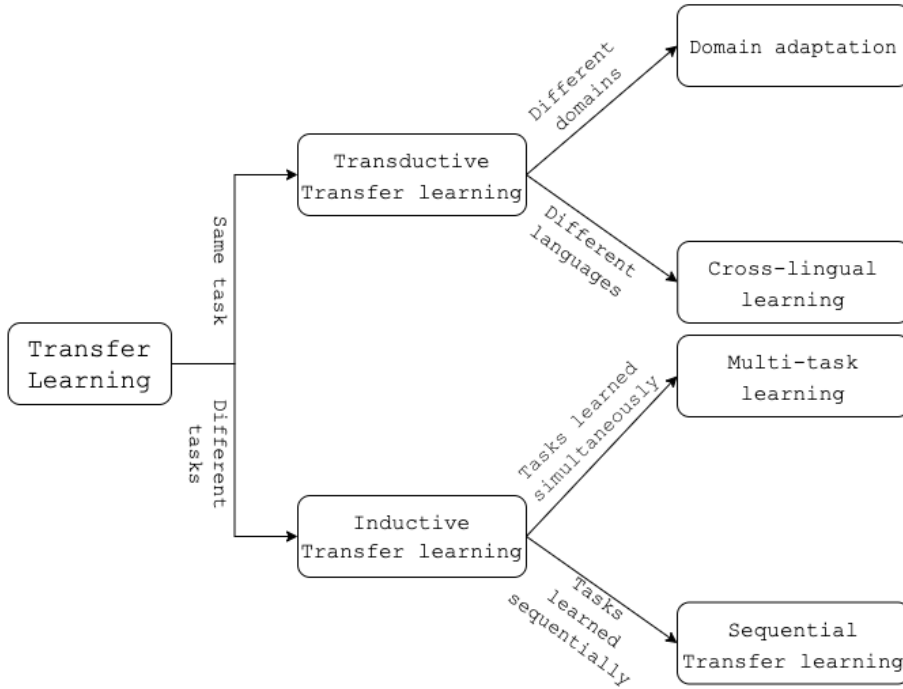 Transfer
Learning
Same task
Different
tasks
Transductive
Transfer learning
Different
domains
Domain adaptation
Different
languages
Cross-lingual
learning
Inductive
Transfer learning
Tasks learned
simultaneously
Multi-task
learning
Tasks
learned
sequentially
Sequential
Transfer learning